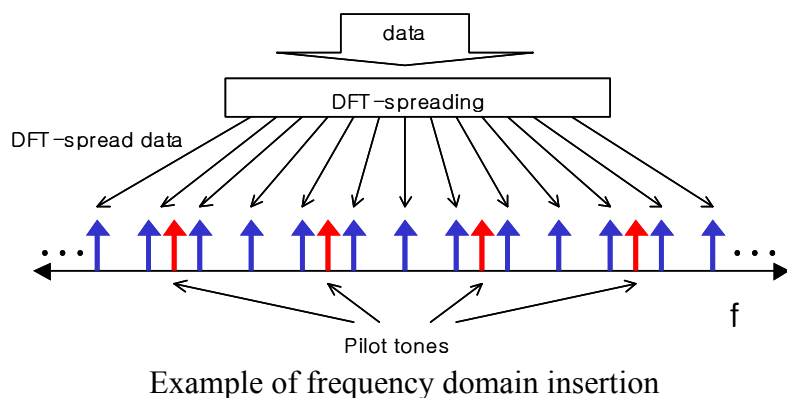 data
DFT-spreading
DFT-spread data
• • •
• • •
f
Pilot tones
Example of frequency domain insertion